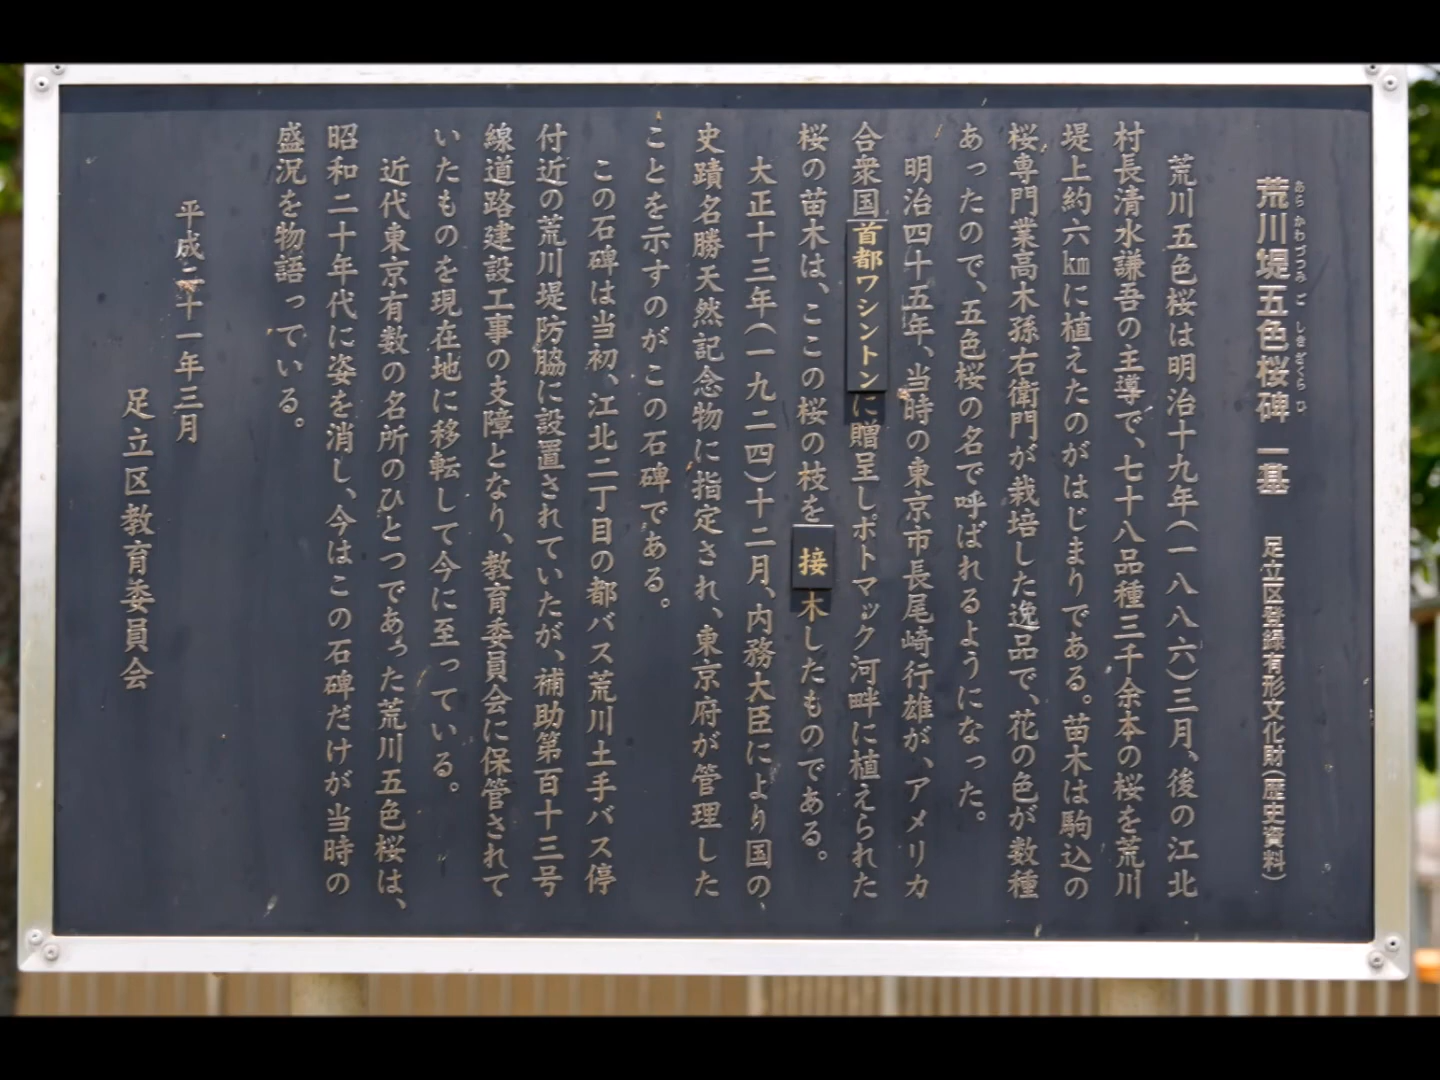 荒川堤五色桜碑 一基 足立区登録有形文化財（歴史資料）
あらかわづつみごしきざくらひ
荒川五色桜は明治十九年（一八八六）三月、後の江北
村長清水謙吾の主導で、七十八品種三千余本の桜を荒川
堤上約六㎞に植えたのがはじまりである。苗木は駒込の
桜専門業高木孫右衛門が栽培した逸品で、花の色が数種
あったので、五色桜の名で呼ばれるようになった。
明治四十五年、当時の東京市長尾崎行雄が、アメリカ
合衆国首都ワシントンに贈呈しポトマック河畔に植えられた
桜の苗木は、ここの桜の枝を接木したものである。
大正十三年（一九二四）十二月、内務大臣により国の、
史蹟名勝天然記念物に指定され、東京府が管理した
ことを示すのがこの石碑である。
この石碑は当初、江北二丁目の都バス荒川土手バス停
付近の荒川堤防脇に設置されていたが、補助第百十三号
線道路建設工事の支障となり、教育委員会に保管されて
いたものを現在地に移転して今に至っている。
近代東京有数の名所のひとつであった荒川五色桜は、
昭和二十年代に姿を消し、今はこの石碑だけが当時の
盛況を物語っている。
平成二十一年三月
足立区教育委員会